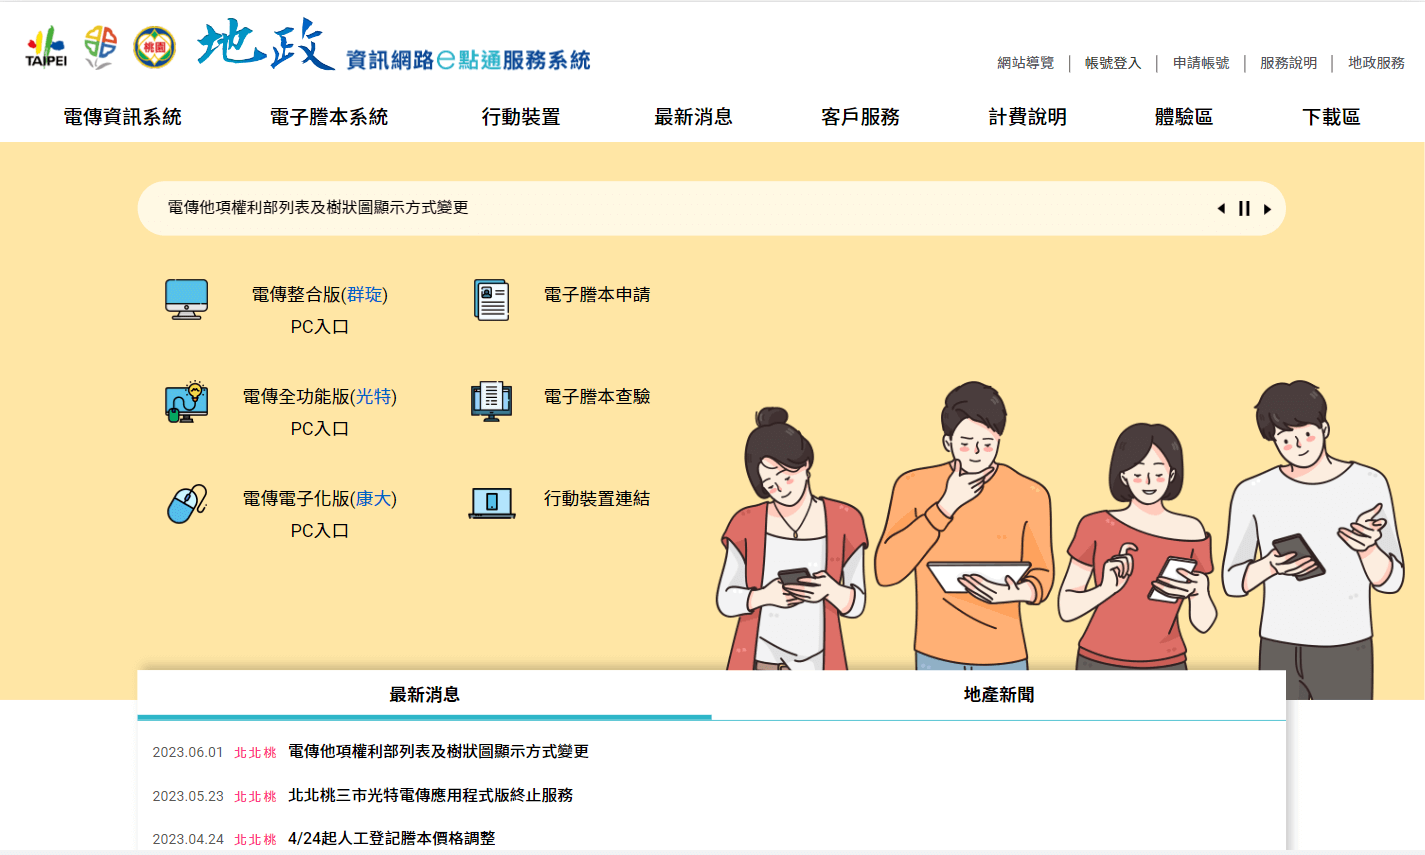 TAIPEI 桃園 地政 資訊網路e點通服務系統
網站導覽 | 帳號登入 | 申請帳號 | 服務說明 | 地政服務
電傳資訊系統 電子謄本系統 行動裝置 最新消息 客戶服務 計費說明 體驗區 下載區
電傳他項權利部列表及樹狀圖顯示方式變更
電傳整合版(群琁)
PC入口
電子謄本申請
電傳全功能版(光特)
PC入口
電子謄本查驗
電傳電子化版(康大)
PC入口
行動裝置連結
最新消息 地產新聞
2023.06.01 北北桃 電傳他項權利部列表及樹狀圖顯示方式變更
2023.05.23 北北桃 北北桃三市光特電傳應用程式版終止服務
2023.04.24 北北桃 4/24起人工登記謄本價格調整